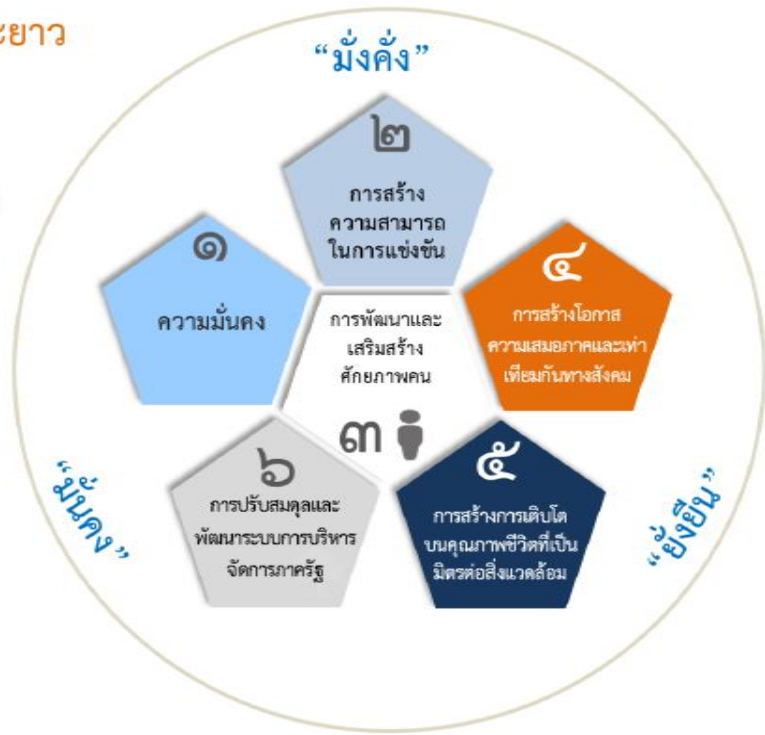 ะยาว
“มั่งคั่ง”
๒
การสร้าง
ความสามารถ
ในการแข่งขัน
๑
ความมั่นคง
๔
การสร้างโอกาส
ความเสมอภาคและเท่า
เทียมกันทางสังคม
การพัฒนาและ
เสริมสร้าง
ศักยภาพคน
๓
๖
การปรับสมดุลและ
พัฒนาระบบการบริหาร
จัดการภาครัฐ
๕
การสร้างการเติบโต
บนคุณภาพชีวิตที่เป็น
มิตรต่อสิ่งแวดล้อม
“มั่นคง”
“ยั่งยืน”